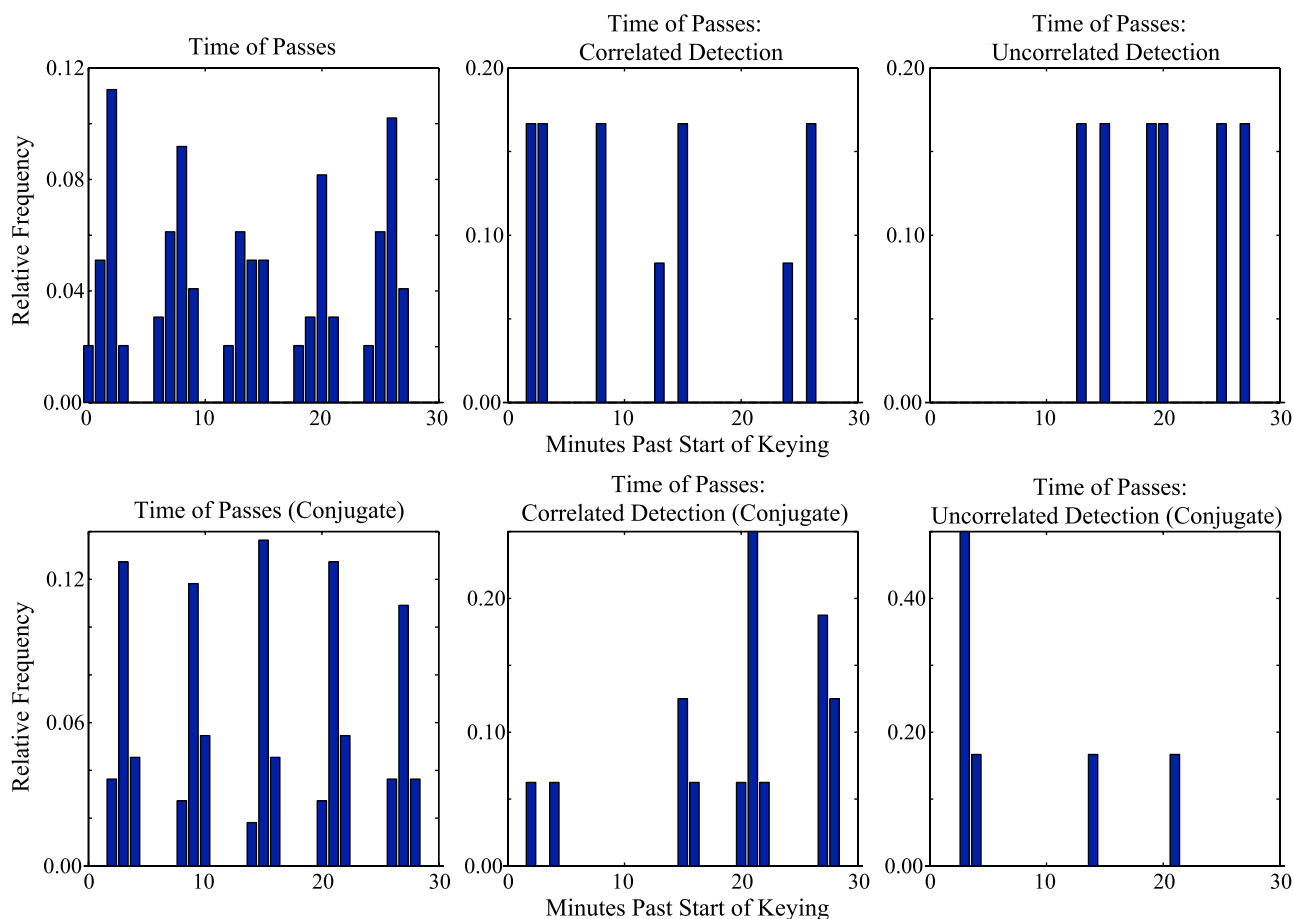 Time of Passes
Time of Passes:
Correlated Detection
Time of Passes:
Uncorrelated Detection
0.12
0.08
0.04
0.00
Relative Frequency
0 10 20 30
0.20
0.10
0.00
0 10 20 30
0.20
0.10
0.00
0 10 20 30
Minutes Past Start of Keying
Time of Passes (Conjugate)
Time of Passes:
Correlated Detection (Conjugate)
Time of Passes:
Uncorrelated Detection (Conjugate)
0.12
0.06
0.00
Relative Frequency
0 10 20 30
0.20
0.10
0.00
0 10 20 30
0.40
0.20
0.00
0 10 20 30
Minutes Past Start of Keying